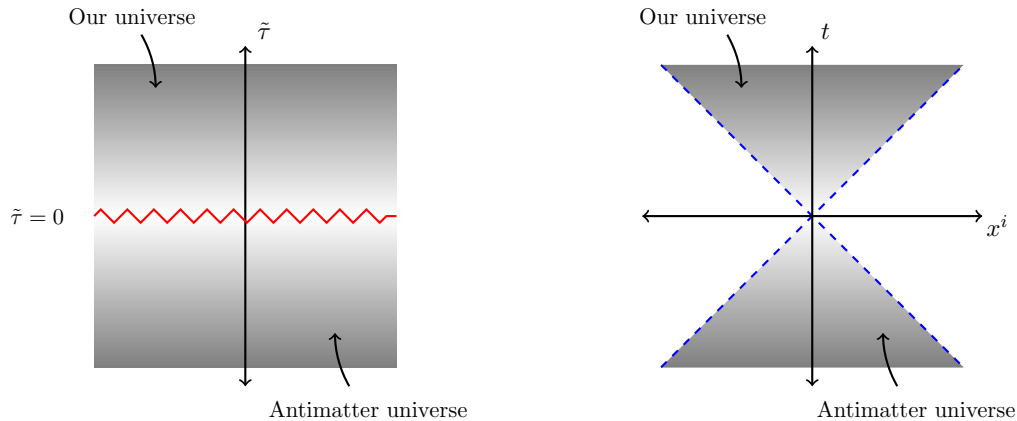 Our universe
τ̃
τ̃ = 0
Antimatter universe
Our universe
t
xⁱ
Antimatter universe